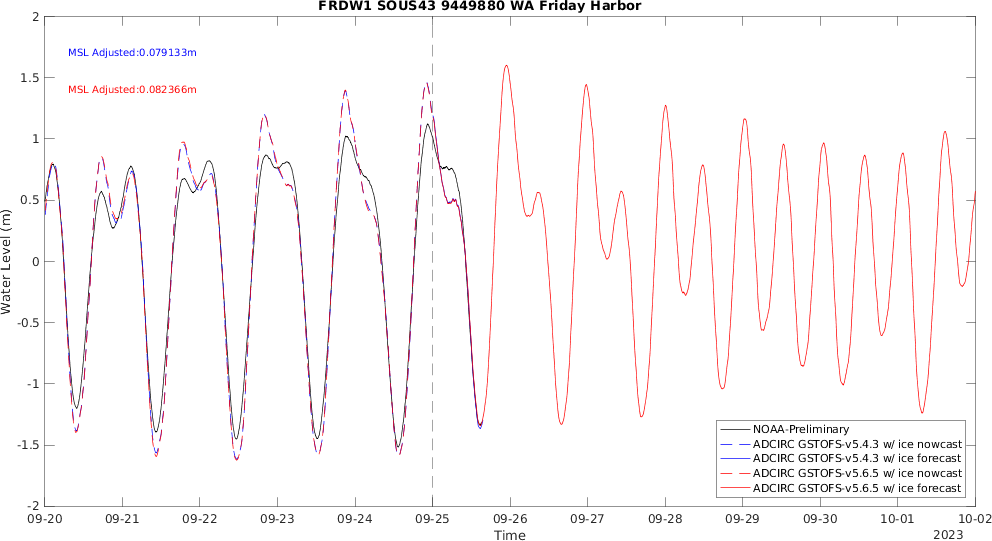 FRDW1 SOUS43 9449880 WA Friday Harbor
MSL Adjusted:0.079133m
MSL Adjusted:0.082366m
Water Level (m)
2
1.5
1
0.5
0
-0.5
-1
-1.5
-2
NOAA-Preliminary
ADCIRC GSTOFS-v5.4.3 w/ ice nowcast
ADCIRC GSTOFS-v5.4.3 w/ ice forecast
ADCIRC GSTOFS-v5.6.5 w/ ice nowcast
ADCIRC GSTOFS-v5.6.5 w/ ice forecast
09-20 09-21 09-22 09-23 09-24 09-25 09-26 09-27 09-28 09-29 09-30 10-01 10-02
Time
2023